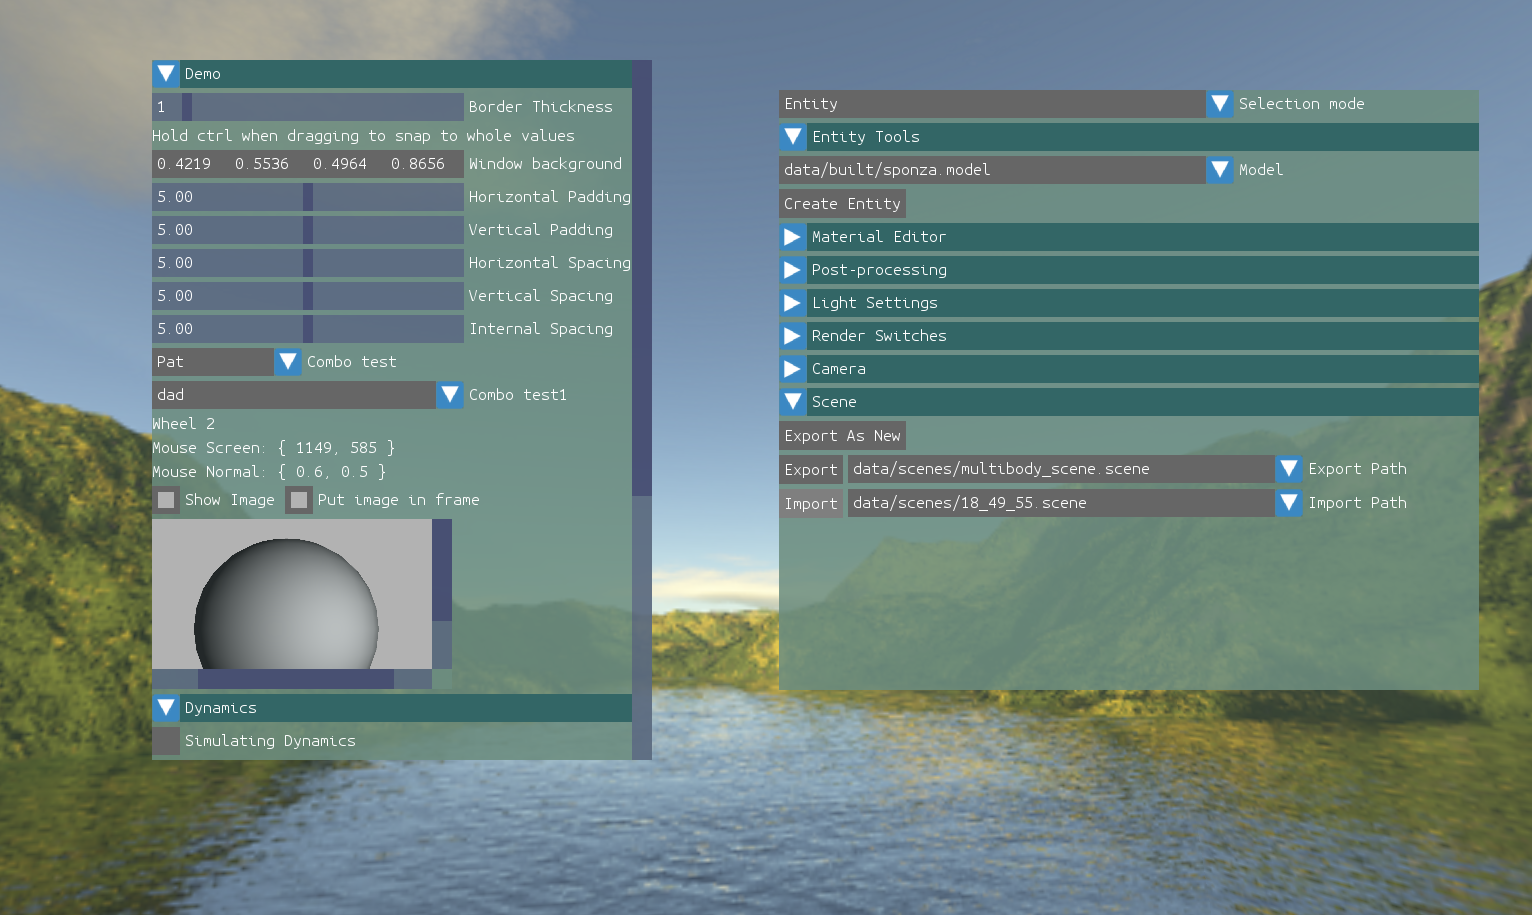 Demo
1 Border Thickness
Hold ctrl when dragging to snap to whole values
0.4219 0.5536 0.4964 0.8656 Window background
5.00 Horizontal Padding
5.00 Vertical Padding
5.00 Horizontal Spacing
5.00 Vertical Spacing
5.00 Internal Spacing
Pat Combo test
dad Combo test1
Wheel 2
Mouse Screen: { 1149, 585 }
Mouse Normal: { 0.6, 0.5 }
Show Image Put image in frame
Dynamics
Simulating Dynamics
Entity Selection mode
Entity Tools
data/built/sponza.model Model
Create Entity
Material Editor
Post-processing
Light Settings
Render Switches
Camera
Scene
Export As New
Export data/scenes/multibody_scene.scene Export Path
Import data/scenes/18_49_55.scene Import Path